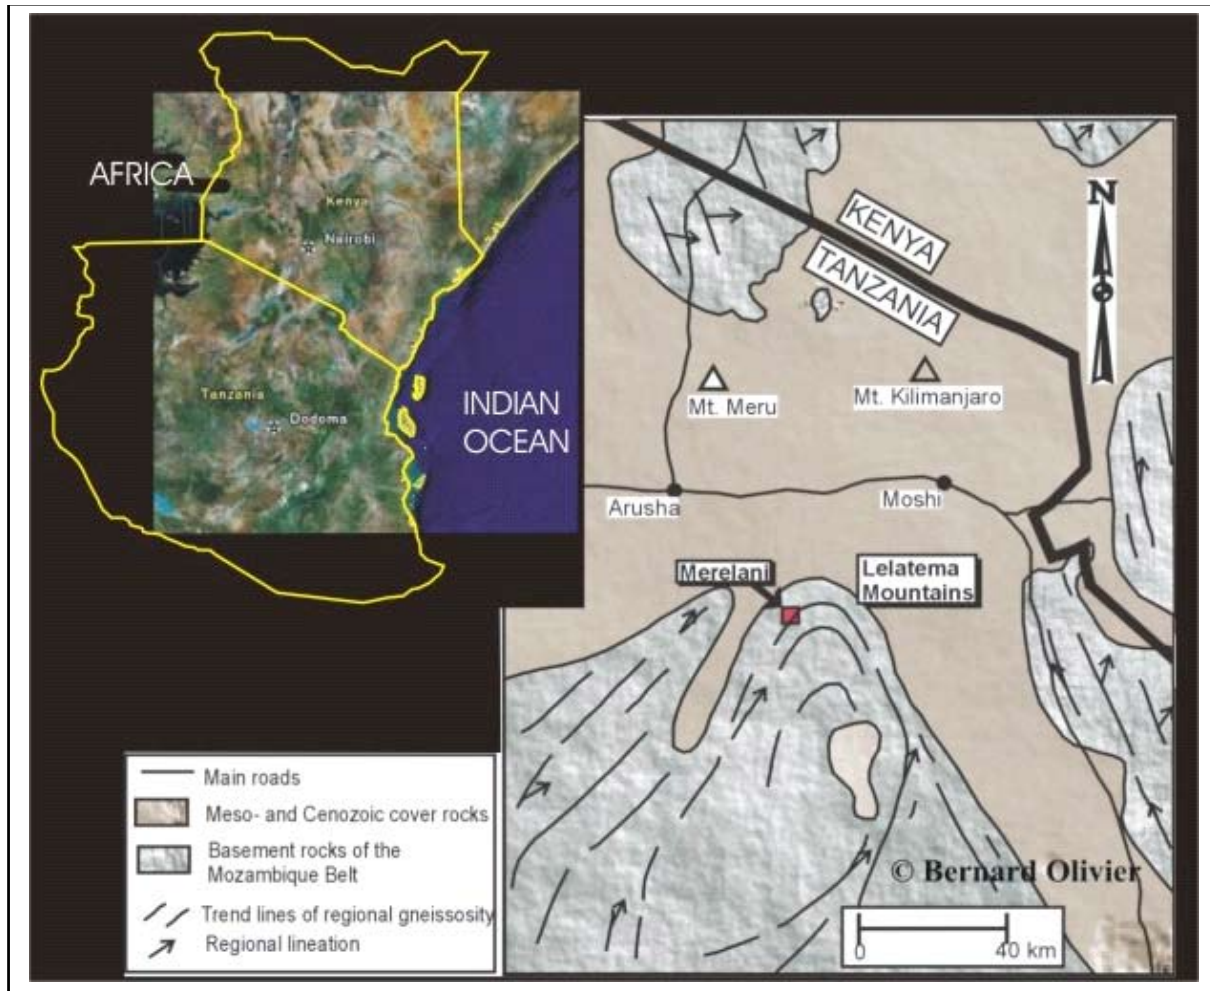 AFRICA
Kenya
Nairobi
Tanzania
Dodoma
INDIAN
OCEAN
N
KENYA
TANZANIA
Mt. Meru
Mt. Kilimanjaro
Arusha
Moshi
Merelani
Lelatema
Mountains
© Bernard Olivier
0 40 km
Main roads
Meso- and Cenozoic cover rocks
Basement rocks of the
Mozambique Belt
Trend lines of regional gneissosity
Regional lineation